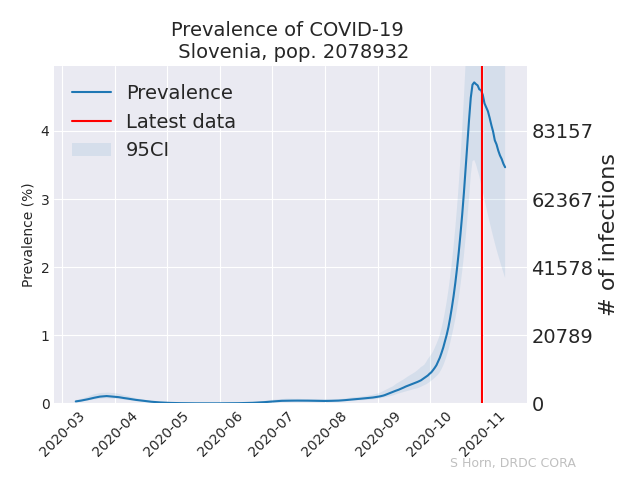 Prevalence of COVID-19
Slovenia, pop. 2078932
Prevalence
Latest data
95CI
Prevalence (%)
4
3
2
1
0
83157
62367
41578
20789
0
# of infections
2020-03
2020-04
2020-05
2020-06
2020-07
2020-08
2020-09
2020-10
2020-11
S Horn, DRDC CORA